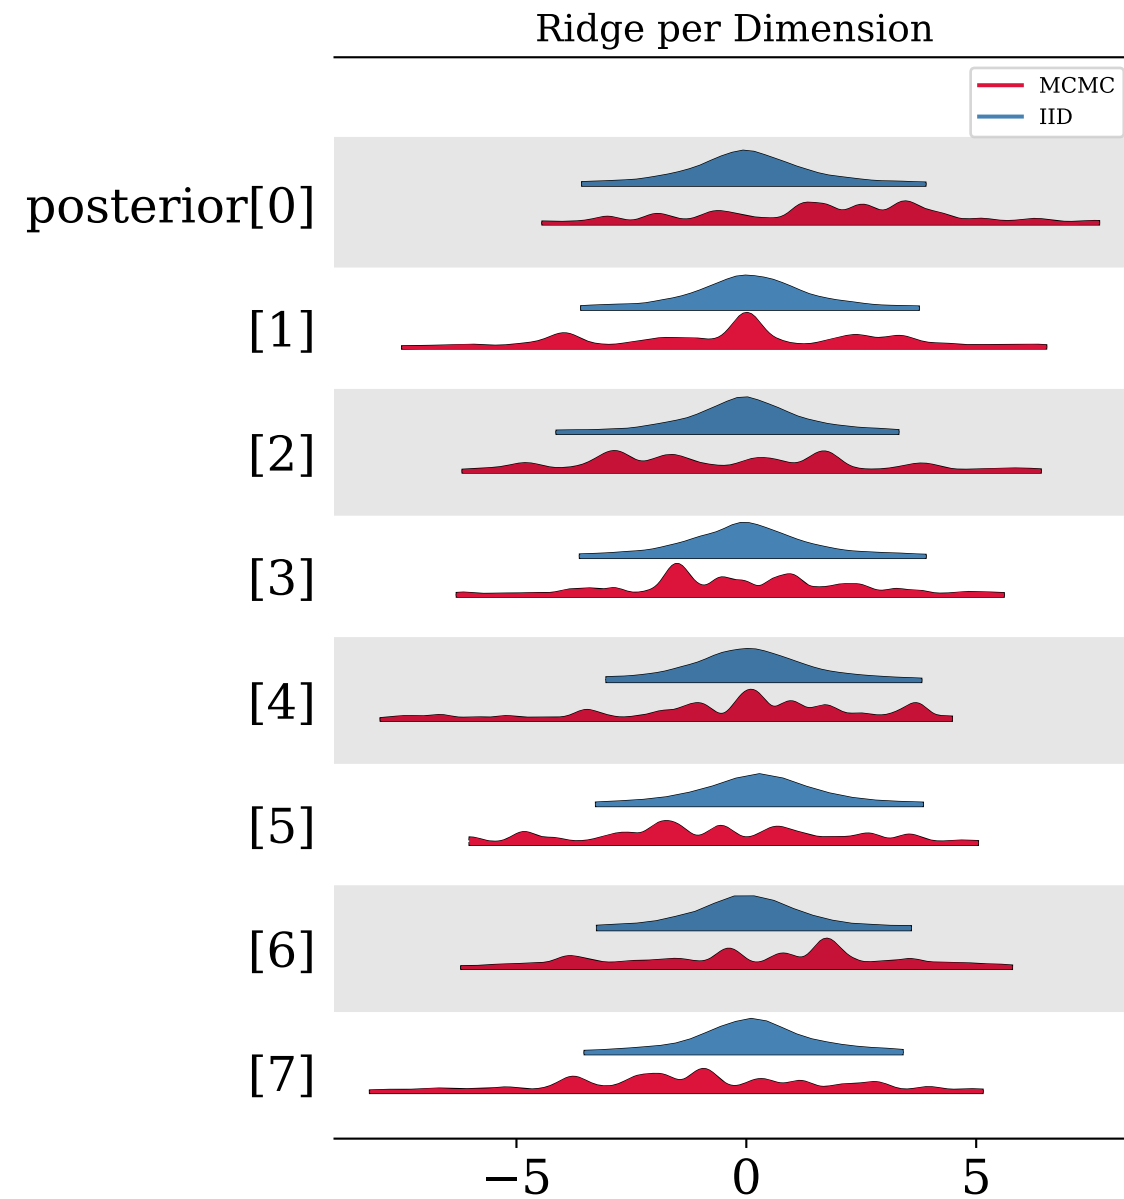 Ridge per Dimension
MCMC
IID
posterior[0]
[1]
[2]
[3]
[4]
[5]
[6]
[7]
−5 0 5